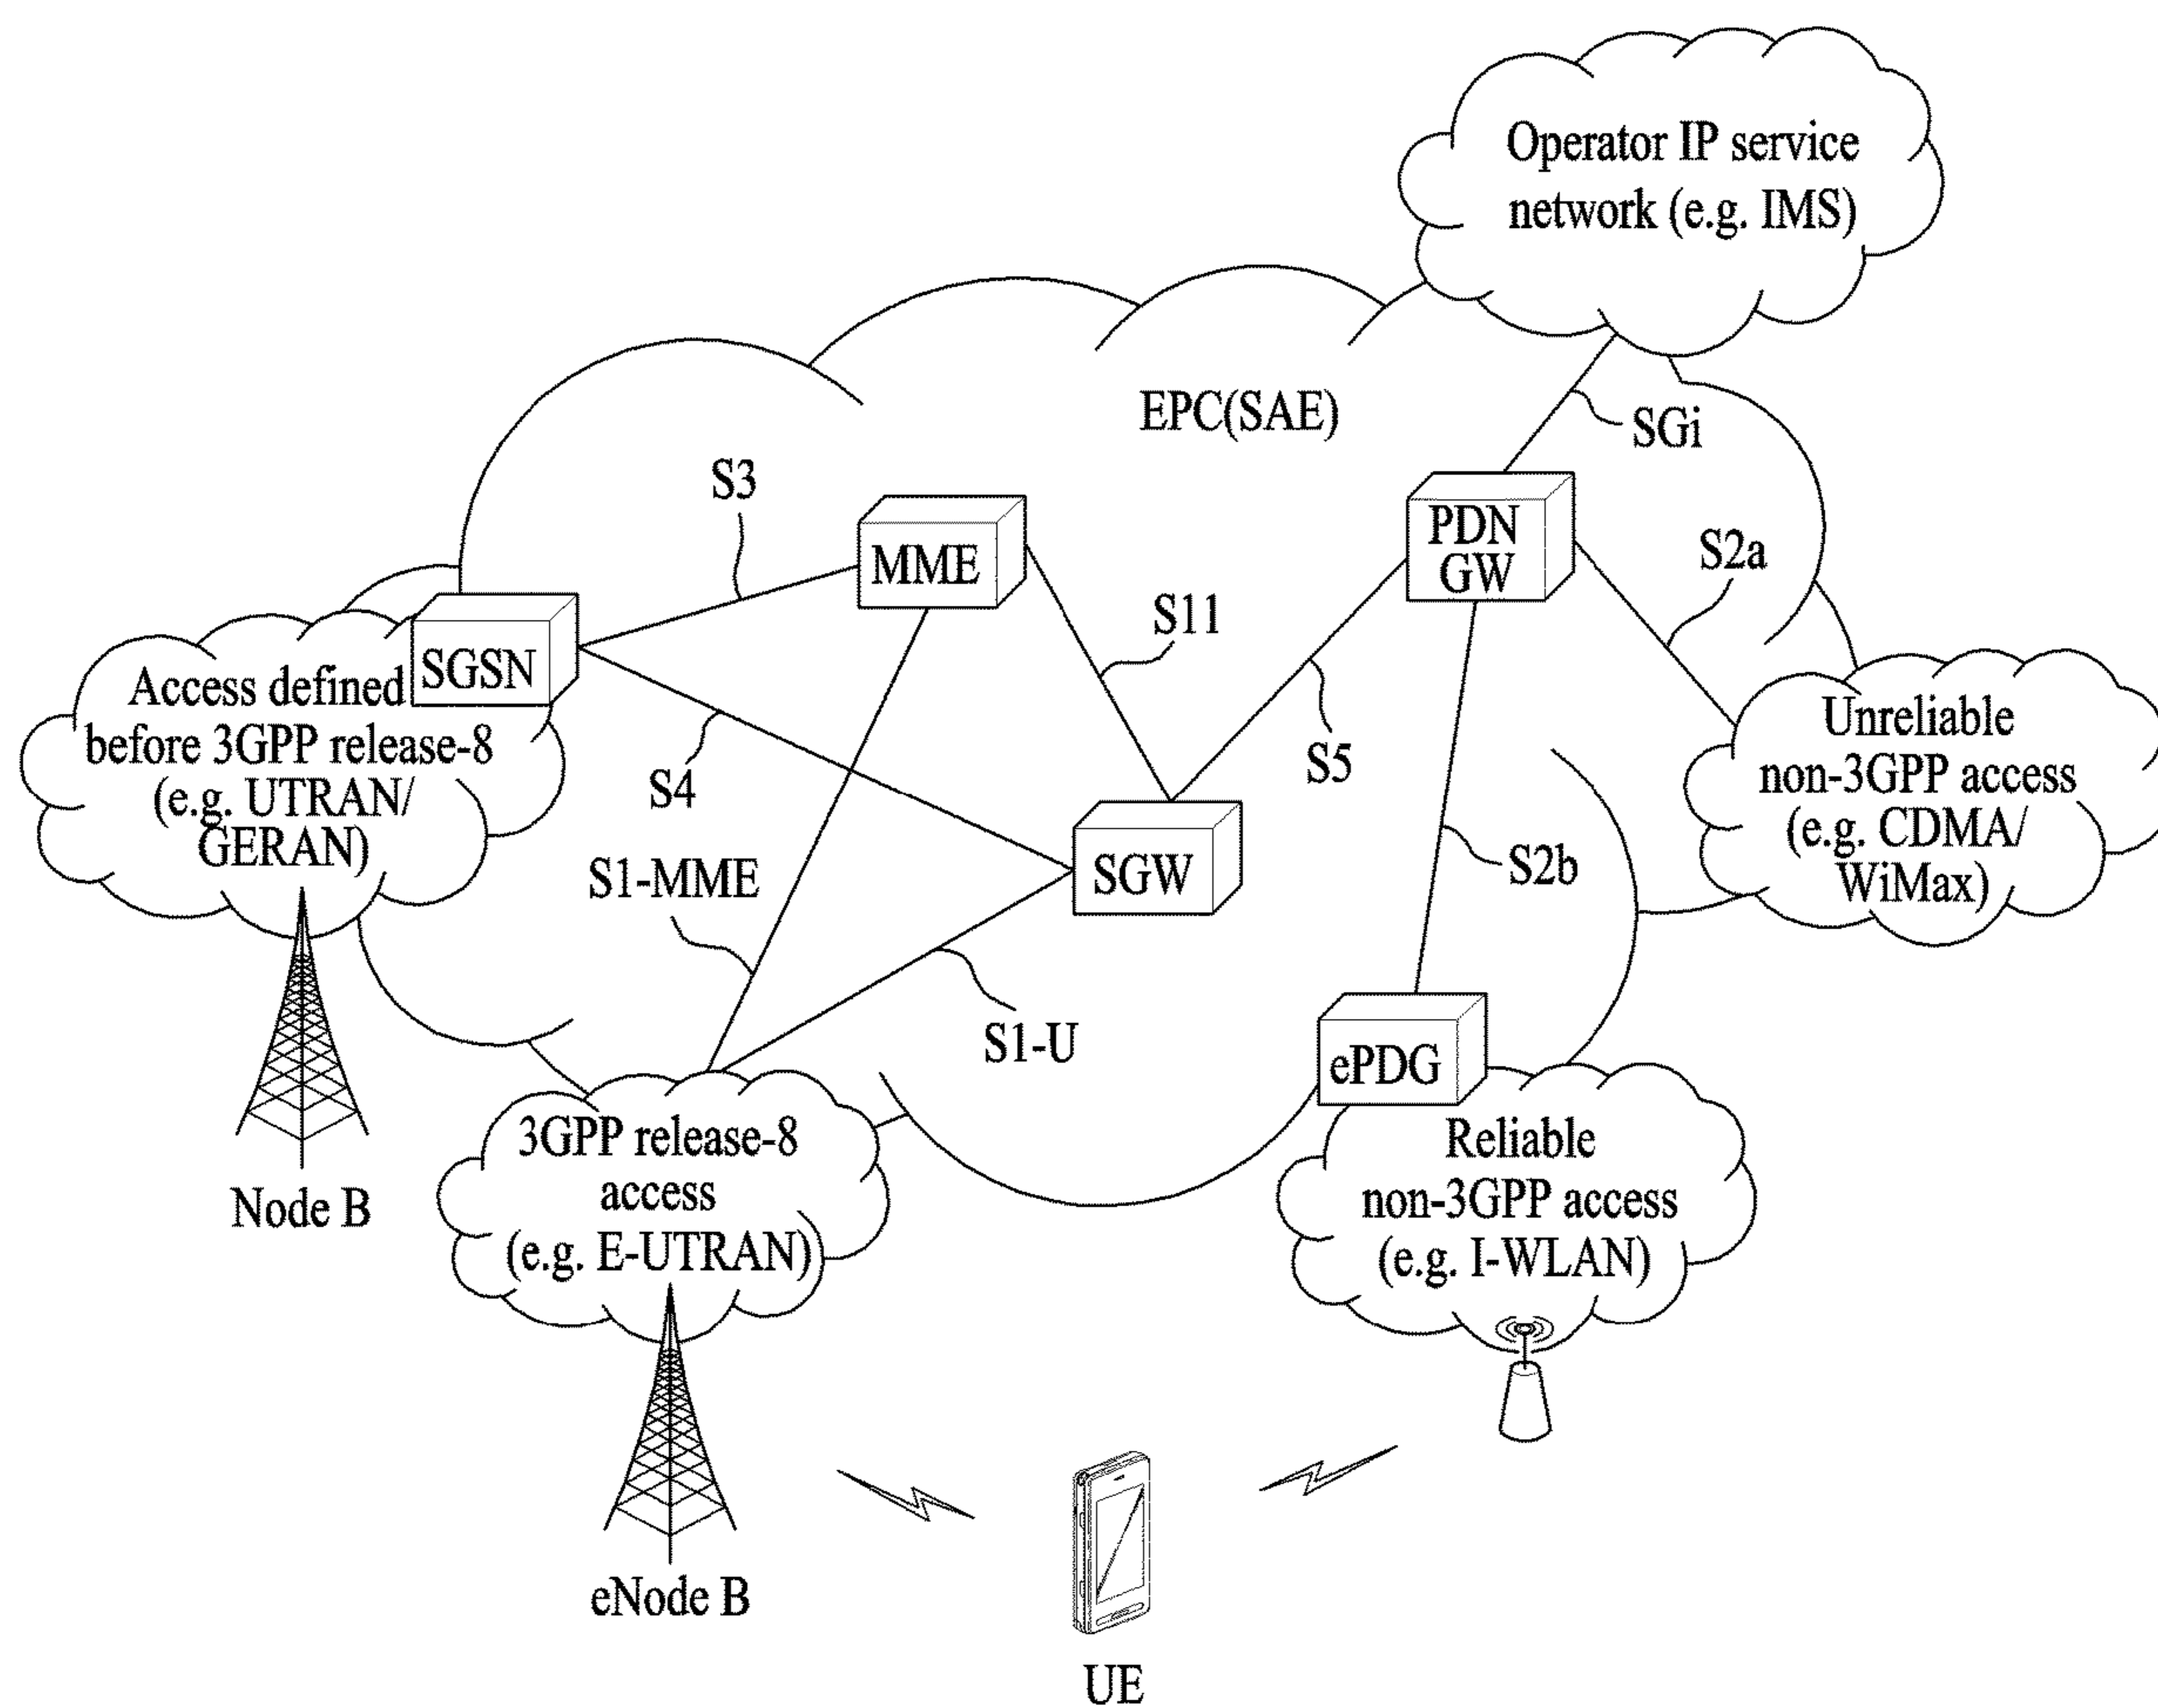 Operator IP service
network (e.g. IMS)
EPC(SAE)
SGi
S3
MME
PDN
GW
S2a
S11
SGSN
Access defined
before 3GPP release-8
(e.g. UTRAN/
GERAN)
S4
S5
Unreliable
non-3GPP access
(e.g. CDMA/
WiMax)
S1-MME
SGW
S2b
S1-U
ePDG
3GPP release-8
access
(e.g. E-UTRAN)
Reliable
non-3GPP access
(e.g. I-WLAN)
Node B
eNode B
UE